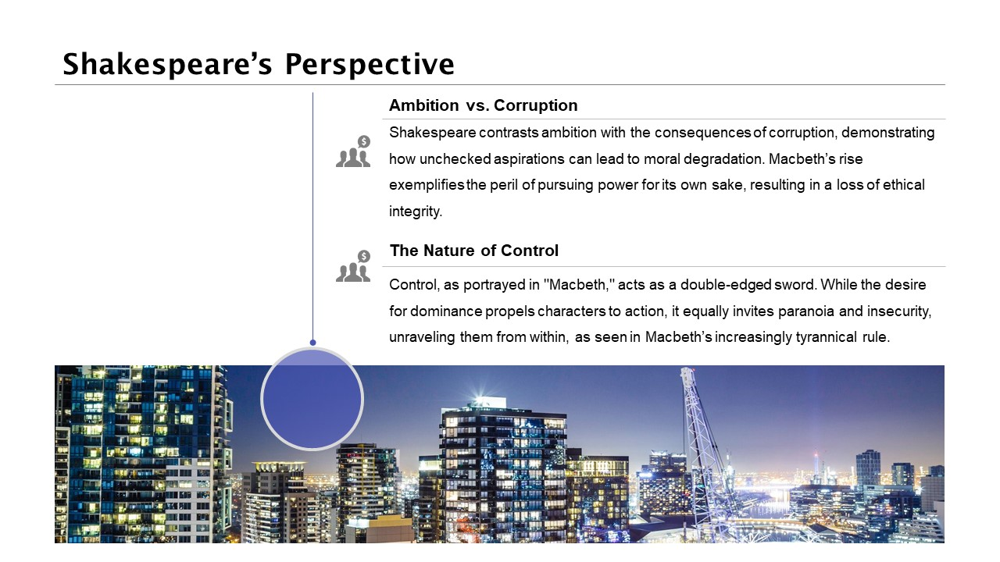 Shakespeare’s Perspective
Ambition vs. Corruption
Shakespeare contrasts ambition with the consequences of corruption, demonstrating
how unchecked aspirations can lead to moral degradation. Macbeth’s rise
exemplifies the peril of pursuing power for its own sake, resulting in a loss of ethical
integrity.
The Nature of Control
Control, as portrayed in "Macbeth," acts as a double-edged sword. While the desire
for dominance propels characters to action, it equally invites paranoia and insecurity,
unraveling them from within, as seen in Macbeth’s increasingly tyrannical rule.